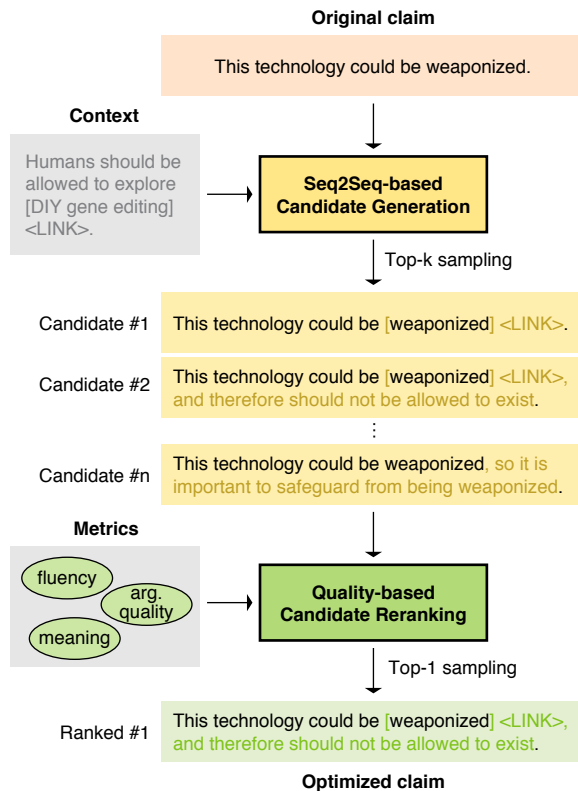 Original claim
This technology could be weaponized.
Context
Humans should be
allowed to explore
[DIY gene editing]
<LINK>.
Seq2Seq-based
Candidate Generation
Top-k sampling
Candidate #1
This technology could be [weaponized] <LINK>.
Candidate #2
This technology could be [weaponized] <LINK>,
and therefore should not be allowed to exist.
...
Candidate #n
This technology could be weaponized, so it is
important to safeguard from being weaponized.
Metrics
fluency
arg.
quality
meaning
Quality-based
Candidate Reranking
Top-1 sampling
Ranked #1
This technology could be [weaponized] <LINK>,
and therefore should not be allowed to exist.
Optimized claim